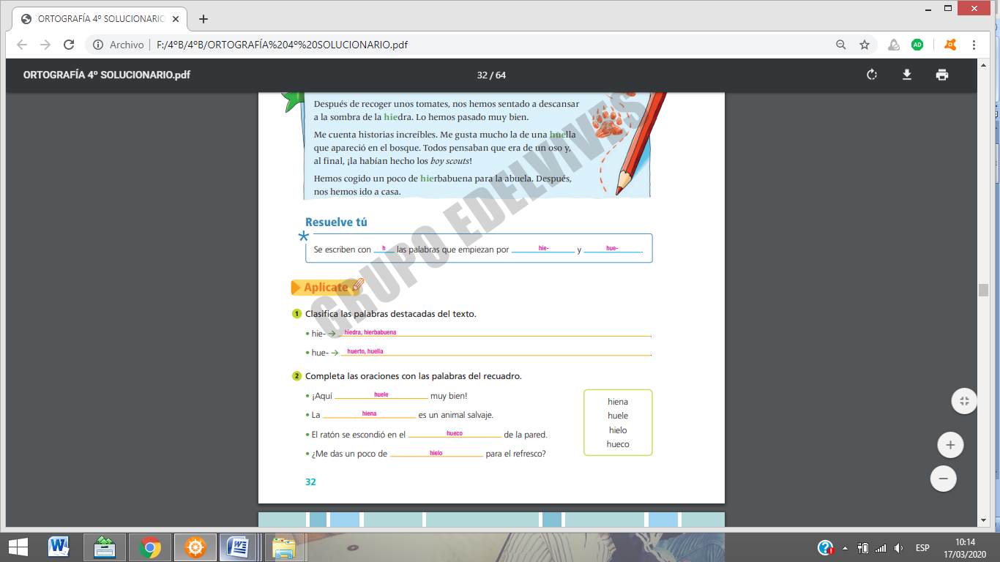 ORTOGRAFÍA 4º SOLUCIONARIO
Archivo
F:/4ºB/4ºB/ORTOGRAFÍA%204º%20SOLUCIONARIO.pdf
AD
ORTOGRAFÍA 4º SOLUCIONARIO.pdf
32 / 64
Después de recoger unos tomates, nos hemos sentado a descansar
a la sombra de la hiedra. Lo hemos pasado muy bien.
Me cuenta historias increíbles. Me gusta mucho la de una huella
que apareció en el bosque. Todos pensaban que era de un oso y,
al final, ¡la habían hecho los boy scouts!
Hemos cogido un poco de hierbabuena para la abuela. Después,
nos hemos ido a casa.
GRUPO EDELVIVES
Resuelve tú
* Se escriben con h las palabras que empiezan por hie- y hue-.
Aplícate
1 Clasifica las palabras destacadas del texto.
• hie- → hiedra, hierbabuena.
• hue- → huerto, huella.
2 Completa las oraciones con las palabras del recuadro.
• ¡Aquí huele muy bien!
• La hiena es un animal salvaje.
• El ratón se escondió en el hueco de la pared.
• ¿Me das un poco de hielo para el refresco?
hiena
huele
hielo
hueco
32
ESP
10:14
17/03/2020